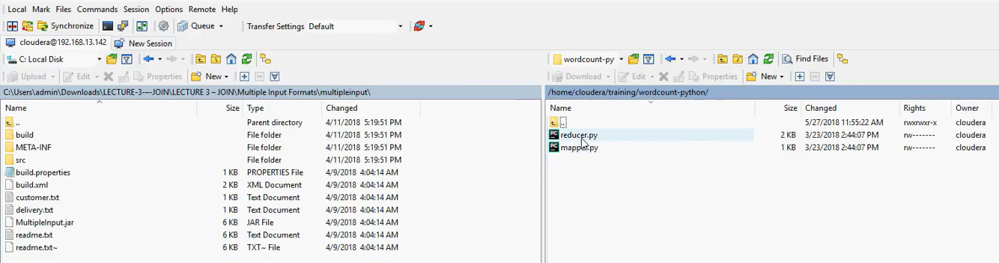 Local Mark Files Commands Session Options Remote Help
Synchronize Queue Transfer Settings Default
cloudera@192.168.13.142 New Session
C: Local Disk wordcount-py Find Files
Upload Edit Properties New Download Edit Properties New
C:\Users\admin\Downloads\LECTURE-3----JOIN\LECTURE 3 – JOIN\Multiple Input Formats\multipleinput\ /home/cloudera/training/wordcount-python/
Name Size Type Changed Name Size Changed Rights Owner
.. Parent directory 4/11/2018 5:19:51 PM .. 5/27/2018 11:55:22 AM rwxrwxr-x cloudera
build File folder 4/11/2018 5:19:51 PM reducer.py 2 KB 3/23/2018 2:44:07 PM rw------- cloudera
META-INF File folder 4/11/2018 5:19:51 PM mapper.py 1 KB 3/23/2018 2:44:07 PM rw------- cloudera
src File folder 4/11/2018 5:19:51 PM
build.properties 1 KB PROPERTIES File 4/9/2018 4:04:14 AM
build.xml 2 KB XML Document 4/9/2018 4:04:14 AM
customer.txt 1 KB Text Document 4/9/2018 4:04:14 AM
delivery.txt 1 KB Text Document 4/9/2018 4:04:14 AM
MultipleInput.jar 6 KB JAR File 4/9/2018 4:04:14 AM
readme.txt 6 KB Text Document 4/9/2018 4:04:14 AM
readme.txt~ 6 KB TXT~ File 4/9/2018 4:04:14 AM